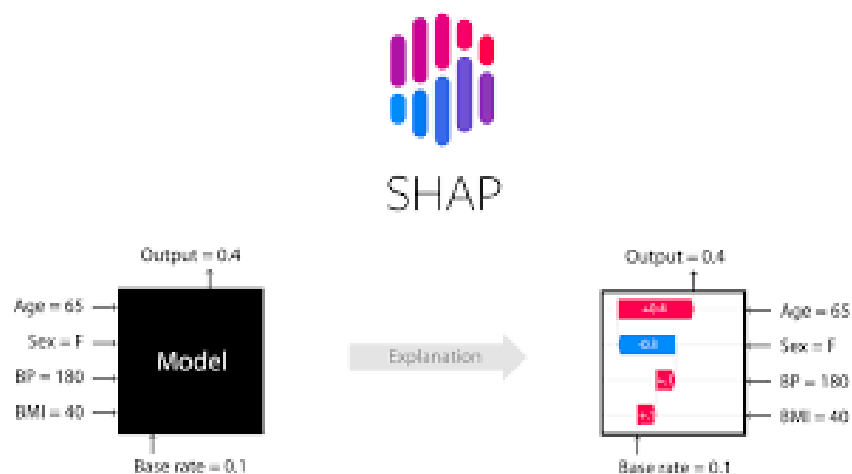 SHAP
Output = 0.4
Age = 65
Sex = F
BP = 180
BMI = 40
Model
Base rate = 0.1
Explanation
Output = 0.4
Age = 65
Sex = F
BP = 180
BMI = 40
Base rate = 0.1